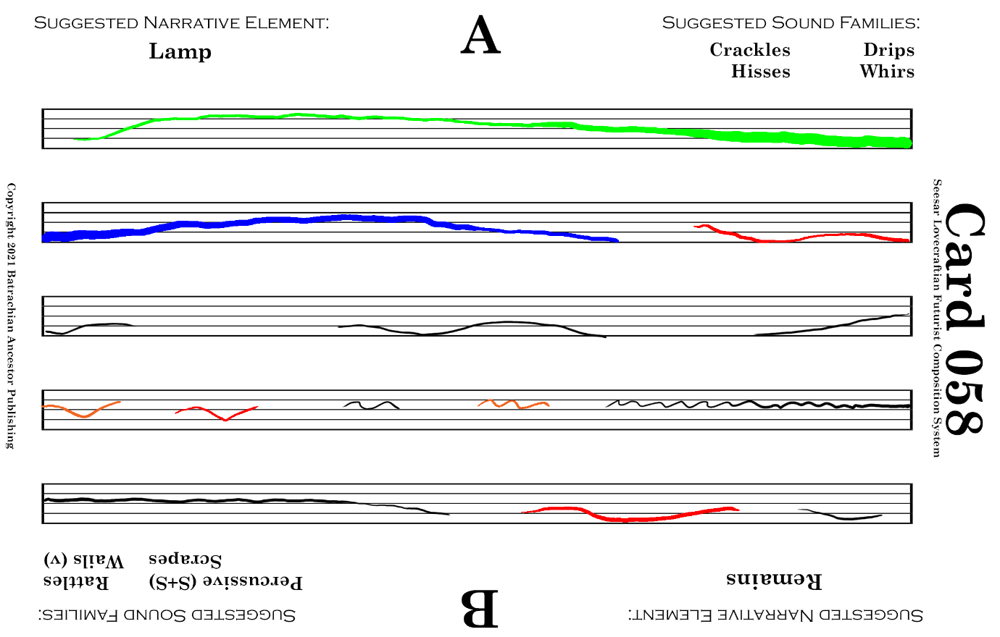 Suggested Narrative Element:
Lamp
A
Suggested Sound Families:
Crackles Drips
Hisses Whirs
Copyright 2021 Batrachian Ancestor Publishing
Card 058
Seesar Lovecraftian Futurist Composition System
B
Suggested Narrative Element:
Remains
Suggested Sound Families:
Percussive (S+S) Rattles
Scrapes Wails (v)